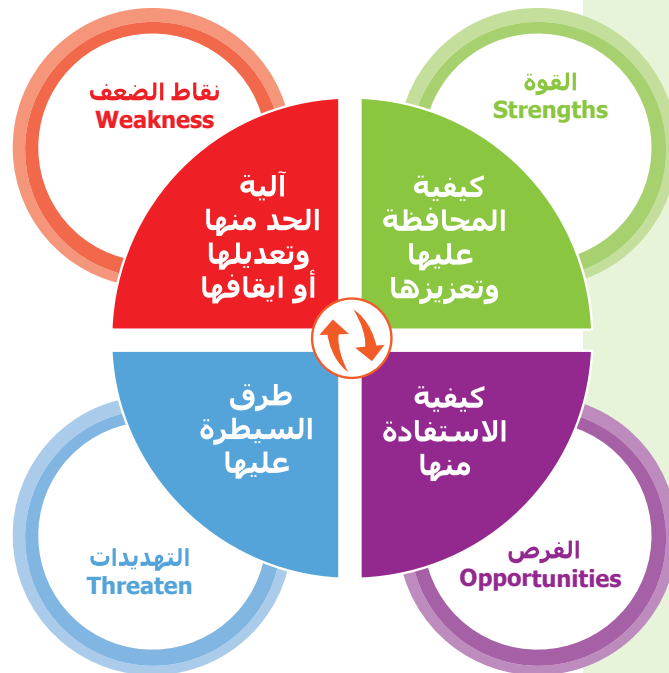 القوة
Strengths
كيفية
المحافظة
عليها
وتعزيزها
نقاط الضعف
Weakness
آلية
الحد منها
وتعديلها
أو ايقافها
الفرص
Opportunities
كيفية
الاستفادة
منها
التهديدات
Threaten
طرق
السيطرة
عليها